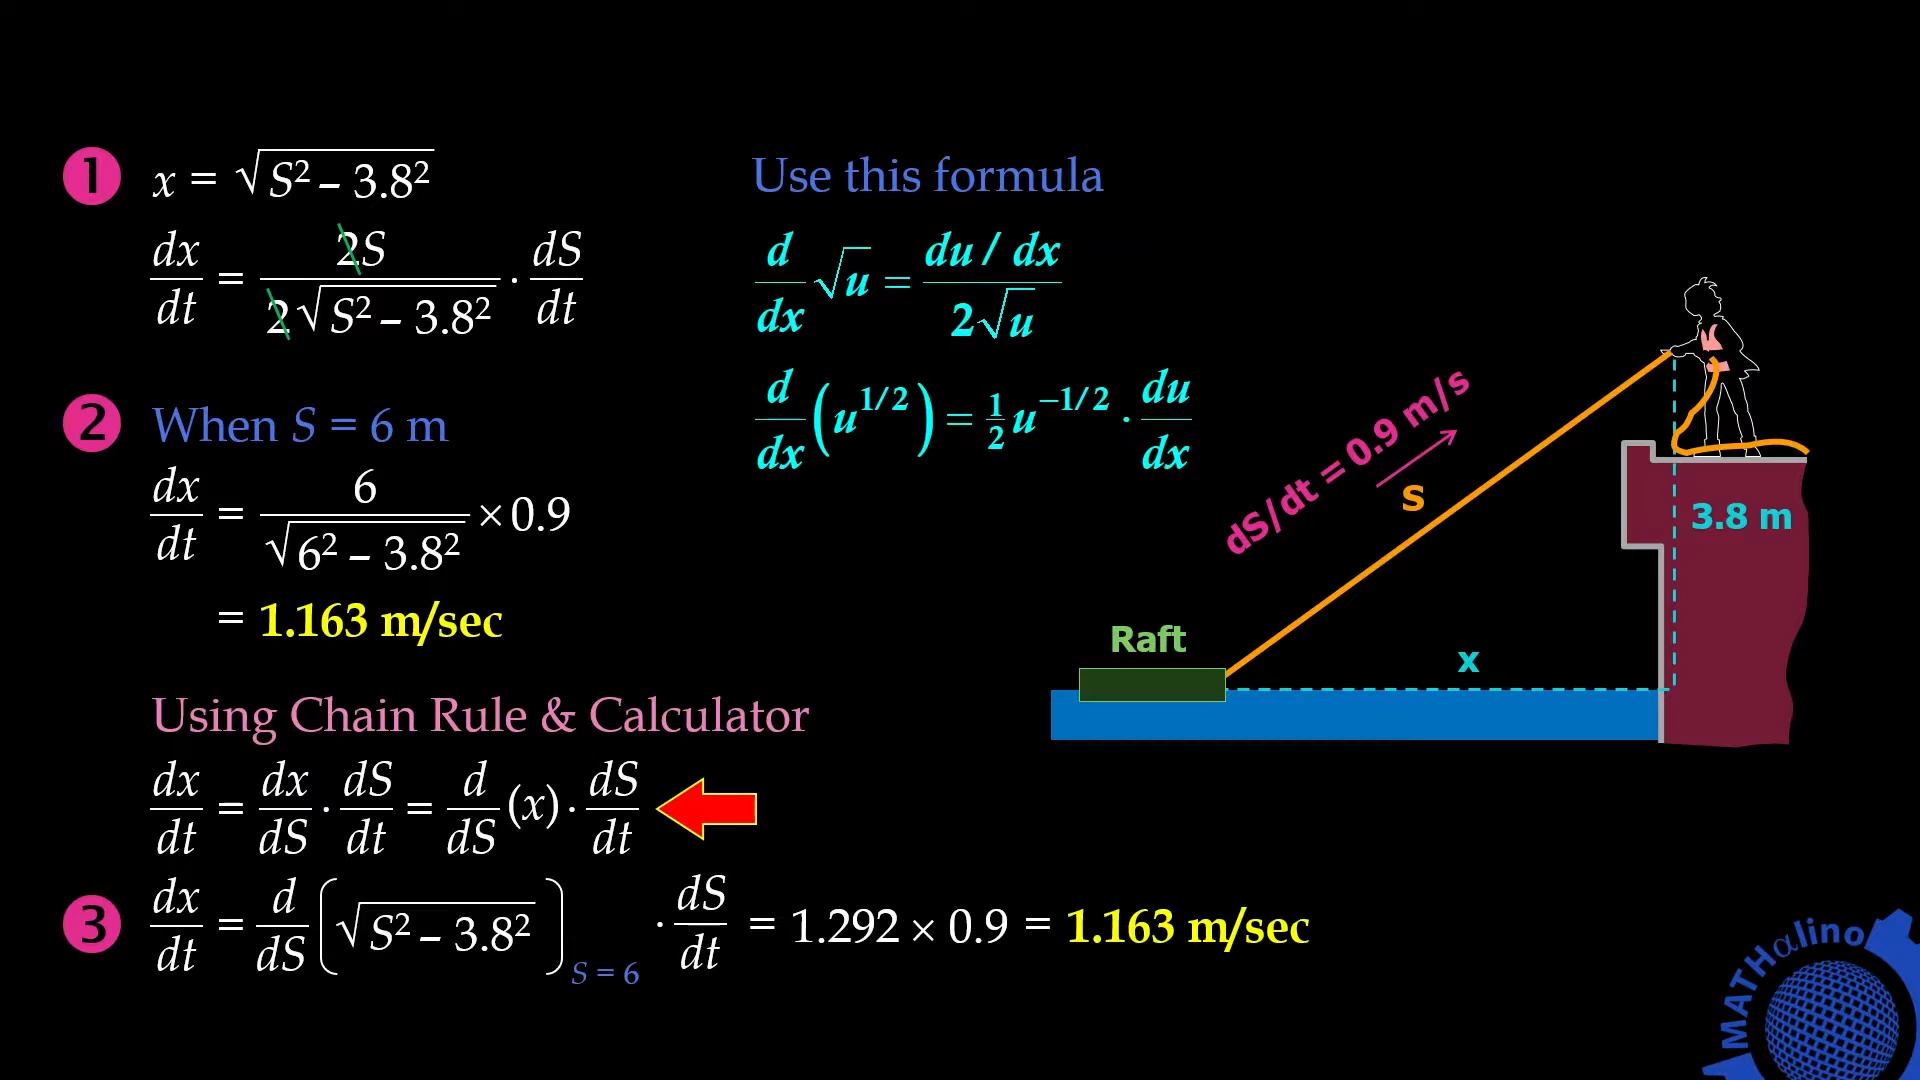 ❶ x = √(S² – 3.8²)
dx/dt = 2S / 2√(S² – 3.8²) · dS/dt
❷ When S = 6 m
dx/dt = 6 / √(6² – 3.8²) × 0.9
= 1.163 m/sec
Using Chain Rule & Calculator
dx/dt = dx/dS · dS/dt = d/dS (x) · dS/dt
❸ dx/dt = d/dS (√(S² – 3.8²)) S = 6 · dS/dt = 1.292 × 0.9 = 1.163 m/sec
Use this formula
d/dx √u = du / dx / 2√u
d/dx (u^1/2) = 1/2 u^–1/2 · du/dx
dS/dt = 0.9 m/s
S
3.8 m
Raft
x
MATHalino